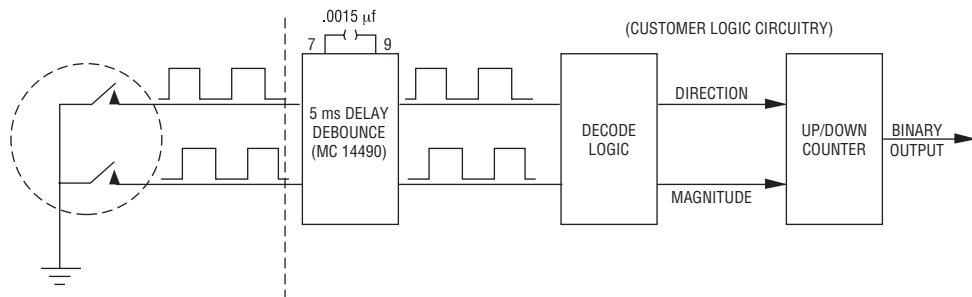 .0015 µf
7 9
(CUSTOMER LOGIC CIRCUITRY)
5 ms DELAY
DEBOUNCE
(MC 14490)
DECODE
LOGIC
DIRECTION
MAGNITUDE
UP/DOWN
COUNTER
BINARY
OUTPUT